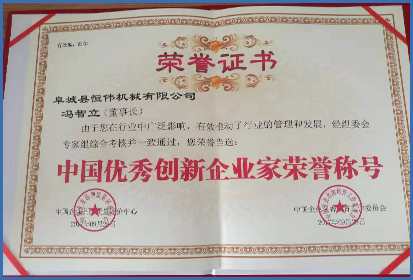 荣誉证书
阜城县恒伟机械有限公司
冯智立（董事长）
由于您在行业中广泛影响，有效推动了行业的管理和发展，经组委会
专家组综合考核并一致通过，您荣誉当选：
中国优秀创新企业家荣誉称号